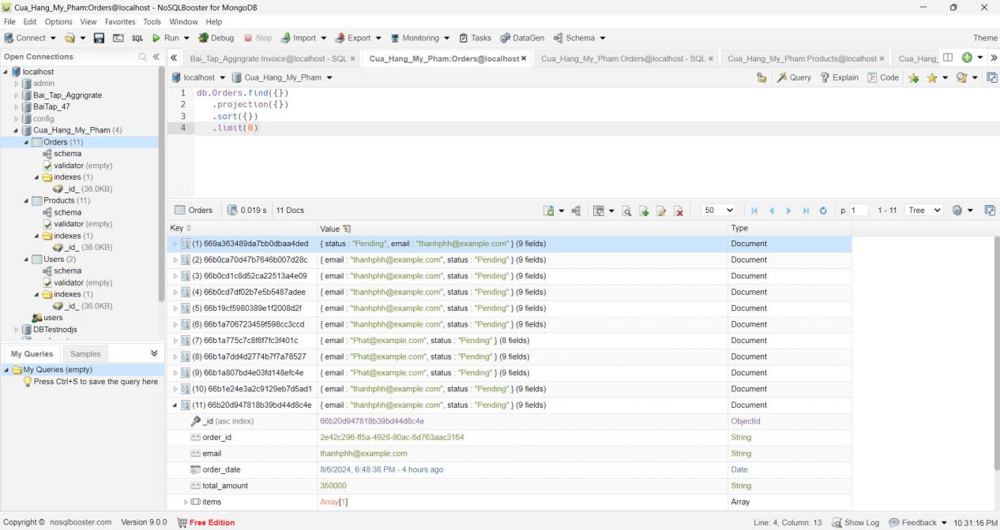 Cua_Hang_My_Pham:Orders@localhost - NoSQLBooster for MongoDB
File Edit Options View Favorites Tools Window Help
Connect SQL Run Debug Stop Import Export Monitoring Tasks DataGen Schema Theme
Open Connections
Bai_Tap_Aggrigrate:Invoice@localhost - SQL Cua_Hang_My_Pham:Orders@localhost Cua_Hang_My_Pham:Orders@localhost - SQL Cua_Hang_My_Pham:Products@localhost Cua_Hang_
localhost Cua_Hang_My_Pham Query Explain Code
localhost
admin
Bai_Tap_Aggrigrate
BaiTap_47
config
Cua_Hang_My_Pham (4)
Orders (11)
schema
validator (empty)
indexes (1)
_id_ (36.0KB)
Products (11)
schema
validator (empty)
indexes (1)
_id_ (36.0KB)
Users (2)
schema
validator (empty)
indexes (1)
_id_ (36.0KB)
users
DBTestnodjs
My Queries Samples
My Queries (empty)
Press Ctrl+S to save the query here
1 db.Orders.find({})
2 .projection({})
3 .sort({})
4 .limit(0)
Orders 0.019 s 11 Docs 50 p. 1 1 - 11 Tree
Key Value Type
(1) 669a363489da7bb0dbaa4ded { status : "Pending", email : "thanhphh@example.com" } (9 fields) Document
(2) 66b0ca70d47b7646b007d28c { email : "thanhphh@example.com", status : "Pending" } (9 fields) Document
(3) 66b0cd1c8d52ca22513a4e09 { email : "thanhphh@example.com", status : "Pending" } (9 fields) Document
(4) 66b0cd7df02b7e5b5487adee { email : "thanhphh@example.com", status : "Pending" } (9 fields) Document
(5) 66b19cf5980389e1f2008d2f { email : "thanhphh@example.com", status : "Pending" } (9 fields) Document
(6) 66b1a706723459f598cc3ccd { email : "thanhphh@example.com", status : "Pending" } (9 fields) Document
(7) 66b1a775c7c8f8f7fc3f401c { email : "Phat@example.com", status : "Pending" } (8 fields) Document
(8) 66b1a7dd4d2774b7f7a78527 { email : "Phat@example.com", status : "Pending" } (9 fields) Document
(9) 66b1a807bd4e03fd148efc4e { email : "Phat@example.com", status : "Pending" } (9 fields) Document
(10) 66b1e24e3a2c9129eb7d5ad1 { email : "thanhphh@example.com", status : "Pending" } (9 fields) Document
(11) 66b20d947818b39bd44d8c4e { email : "thanhphh@example.com", status : "Pending" } (9 fields) Document
_id (asc index) 66b20d947818b39bd44d8c4e ObjectId
order_id 2e42c296-ff5a-4928-80ac-6d763aac3164 String
email thanhphh@example.com String
order_date 8/6/2024, 6:48:36 PM - 4 hours ago Date
total_amount 350000 String
items Array[1] Array
Copyright © nosqlbooster.com Version 9.0.0 Free Edition Line: 4, Column: 13 Show Log Feedback 10:31:16 PM